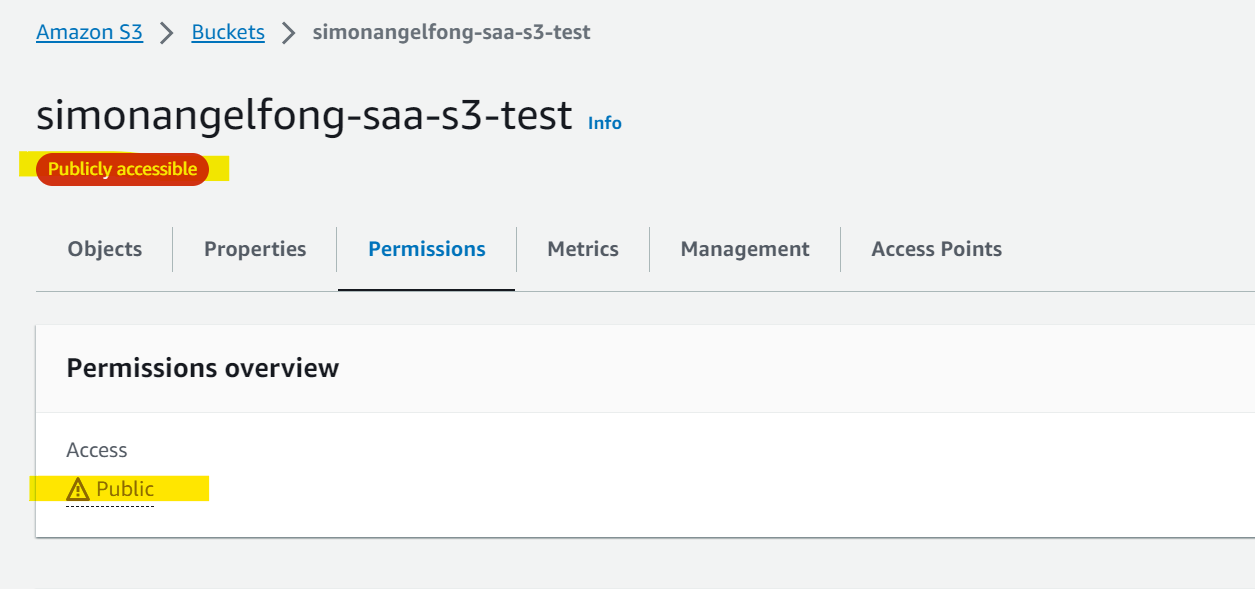 Amazon S3 > Buckets > simonangelfong-saa-s3-test
simonangelfong-saa-s3-test Info
Publicly accessible
Objects Properties Permissions Metrics Management Access Points
Permissions overview
Access
Public